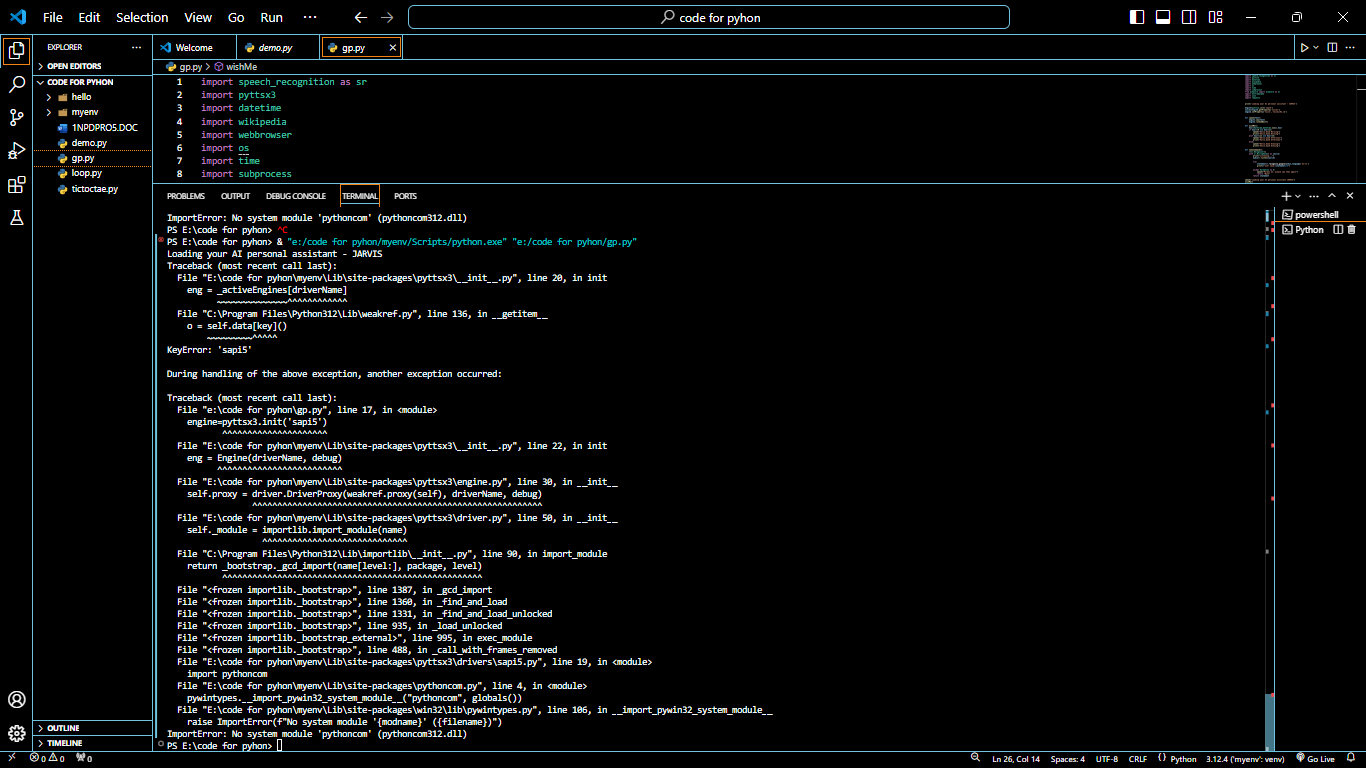 File Edit Selection View Go Run ... code for pyhon
EXPLORER
OPEN EDITORS
CODE FOR PYHON
hello
myenv
1NPDPRO5.DOC
demo.py
gp.py
loop.py
tictoctae.py
OUTLINE
TIMELINE
Welcome demo.py gp.py
gp.py > wishMe
1 import speech_recognition as sr
2 import pyttsx3
3 import datetime
4 import wikipedia
5 import webbrowser
6 import os
7 import time
8 import subprocess
PROBLEMS OUTPUT DEBUG CONSOLE TERMINAL PORTS
powershell
Python
ImportError: No system module 'pythoncom' (pythoncom312.dll)
PS E:\code for pyhon> ^C
PS E:\code for pyhon> & "e:/code for pyhon/myenv/Scripts/python.exe" "e:/code for pyhon/gp.py"
Loading your AI personal assistant - JARVIS
Traceback (most recent call last):
  File "E:\code for pyhon\myenv\Lib\site-packages\pyttsx3\__init__.py", line 20, in init
    eng = _activeEngines[driverName]
          ~~~~~~~~~~~~~~^^^^^^^^^^^^
  File "C:\Program Files\Python312\Lib\weakref.py", line 136, in __getitem__
    o = self.data[key]()
        ~~~~~~~~~^^^^^
KeyError: 'sapi5'
During handling of the above exception, another exception occurred:
Traceback (most recent call last):
  File "e:\code for pyhon\gp.py", line 17, in <module>
    engine=pyttsx3.init('sapi5')
           ^^^^^^^^^^^^^^^^^^^^^
  File "E:\code for pyhon\myenv\Lib\site-packages\pyttsx3\__init__.py", line 22, in init
    eng = Engine(driverName, debug)
          ^^^^^^^^^^^^^^^^^^^^^^^^^
  File "E:\code for pyhon\myenv\Lib\site-packages\pyttsx3\engine.py", line 30, in __init__
    self.proxy = driver.DriverProxy(weakref.proxy(self), driverName, debug)
                 ^^^^^^^^^^^^^^^^^^^^^^^^^^^^^^^^^^^^^^^^^^^^^^^^^^^^^^^^^^
  File "E:\code for pyhon\myenv\Lib\site-packages\pyttsx3\driver.py", line 50, in __init__
    self._module = importlib.import_module(name)
                   ^^^^^^^^^^^^^^^^^^^^^^^^^^^^^
  File "C:\Program Files\Python312\Lib\importlib\__init__.py", line 90, in import_module
    return _bootstrap._gcd_import(name[level:], package, level)
           ^^^^^^^^^^^^^^^^^^^^^^^^^^^^^^^^^^^^^^^^^^^^^^^^^^^^
  File "<frozen importlib._bootstrap>", line 1387, in _gcd_import
  File "<frozen importlib._bootstrap>", line 1360, in _find_and_load
  File "<frozen importlib._bootstrap>", line 1331, in _find_and_load_unlocked
  File "<frozen importlib._bootstrap>", line 935, in _load_unlocked
  File "<frozen importlib._bootstrap_external>", line 995, in exec_module
  File "<frozen importlib._bootstrap>", line 488, in _call_with_frames_removed
  File "E:\code for pyhon\myenv\Lib\site-packages\pyttsx3\drivers\sapi5.py", line 19, in <module>
    import pythoncom
  File "E:\code for pyhon\myenv\Lib\site-packages\pythoncom.py", line 4, in <module>
    pywintypes.__import_pywin32_system_module__("pythoncom", globals())
  File "E:\code for pyhon\myenv\Lib\site-packages\win32\lib\pywintypes.py", line 106, in __import_pywin32_system_module__
    raise ImportError(f"No system module '{modname}' ({filename})")
ImportError: No system module 'pythoncom' (pythoncom312.dll)
PS E:\code for pyhon>
0 0 0 Ln 26, Col 14 Spaces: 4 UTF-8 CRLF {} Python 3.12.4 ('myenv': venv) Go Live